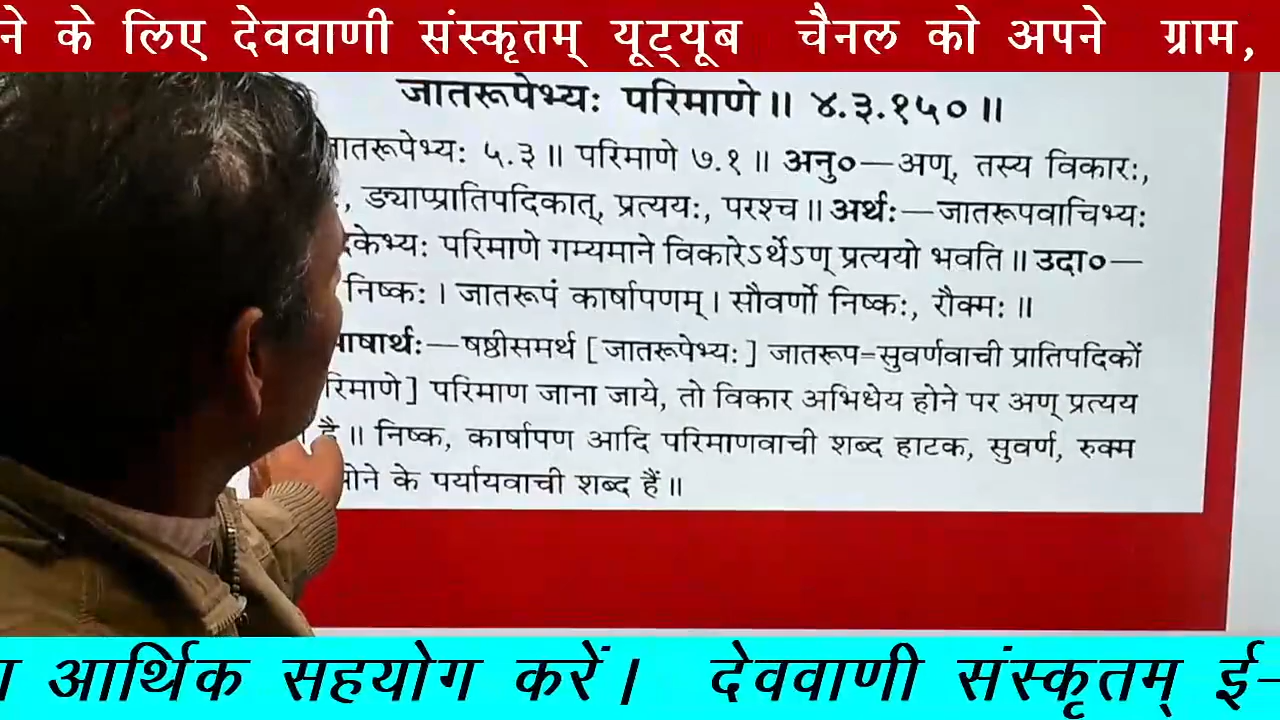 ने के लिए देववाणी संस्कृतम् यूट्यूब चैनल को अपने ग्राम,
जातरूपेभ्यः परिमाणे॥ ४.३.१५०॥
जातरूपेभ्यः ५.३॥ परिमाणे ७.१॥ अनु०—अण्, तस्य विकारः,
ङ्याप्प्रातिपदिकात्, प्रत्ययः, परश्च॥ अर्थः—जातरूपवाचिभ्यः
परिमाणे गम्यमाने विकारेऽर्थेऽण् प्रत्ययो भवति॥ उदा०—
निष्कः। जातरूपं कार्षापणम्। सौवर्णो निष्कः, रौक्मः॥
भाषार्थः—षष्ठीसमर्थ [जातरूपेभ्यः] जातरूप=सुवर्णवाची प्रातिपदिकों
परिमाणे] परिमाण जाना जाये, तो विकार अभिधेय होने पर अण् प्रत्यय
है॥ निष्क, कार्षापण आदि परिमाणवाची शब्द हाटक, सुवर्ण, रुक्म
सोने के पर्यायवाची शब्द हैं॥
आर्थिक सहयोग करें। देववाणी संस्कृतम् ई-